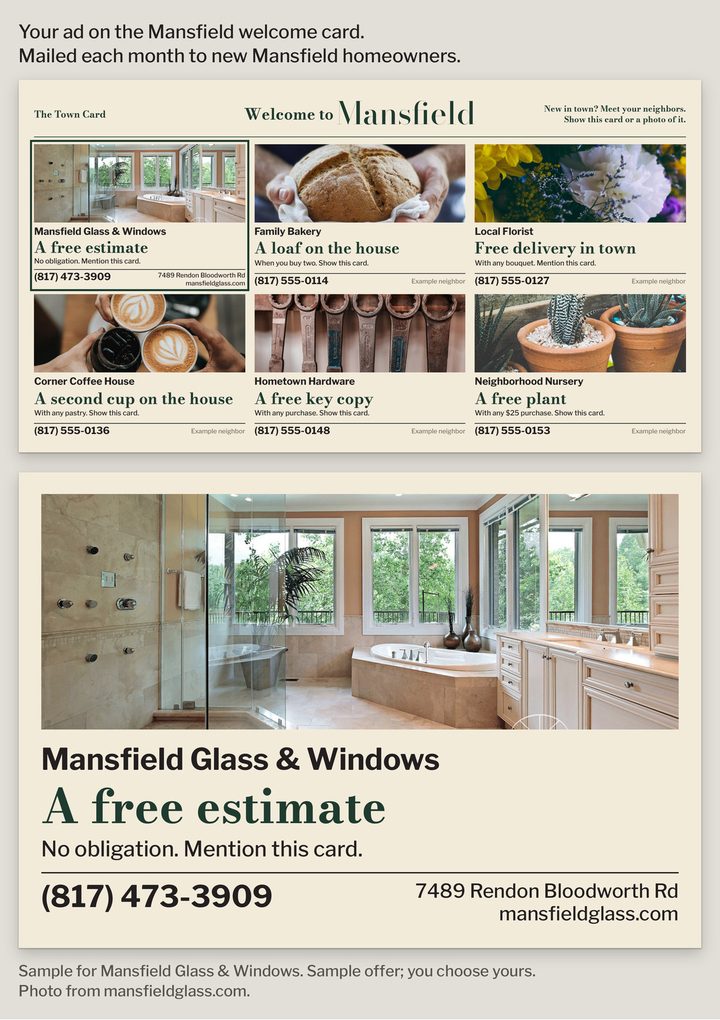 Your ad on the Mansfield welcome card.
Mailed each month to new Mansfield homeowners.
The Town Card
Welcome to Mansfield
New in town? Meet your neighbors.
Show this card or a photo of it.
Mansfield Glass & Windows
A free estimate
No obligation. Mention this card.
(817) 473-3909
7489 Rendon Bloodworth Rd
mansfieldglass.com
Family Bakery
A loaf on the house
When you buy two. Show this card.
(817) 555-0114
Example neighbor
Local Florist
Free delivery in town
With any bouquet. Mention this card.
(817) 555-0127
Example neighbor
Corner Coffee House
A second cup on the house
With any pastry. Show this card.
(817) 555-0136
Example neighbor
Hometown Hardware
A free key copy
With any purchase. Show this card.
(817) 555-0148
Example neighbor
Neighborhood Nursery
A free plant
With any $25 purchase. Show this card.
(817) 555-0153
Example neighbor
Mansfield Glass & Windows
A free estimate
No obligation. Mention this card.
(817) 473-3909
7489 Rendon Bloodworth Rd
mansfieldglass.com
Sample for Mansfield Glass & Windows. Sample offer; you choose yours.
Photo from mansfieldglass.com.